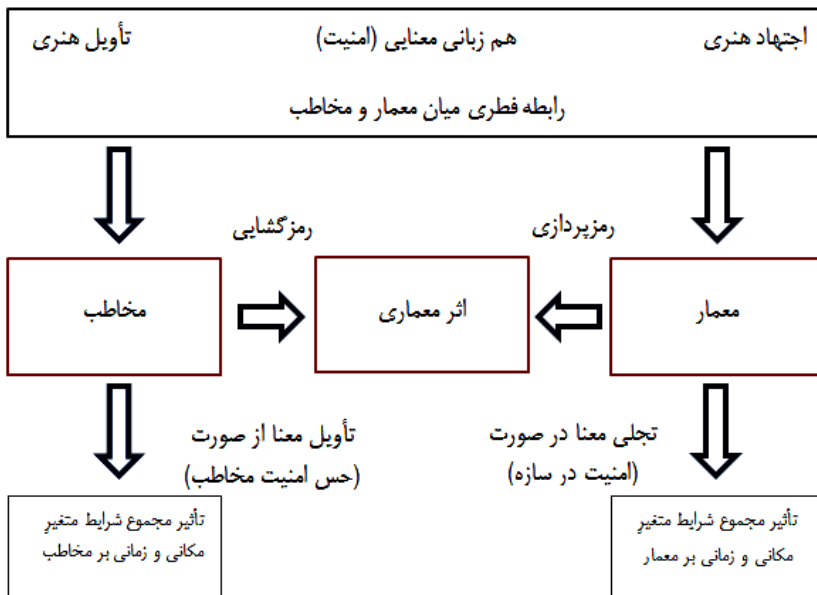 اجتهاد هنری
هم زبانی معنایی (امنیت)
تأویل هنری
رابطه فطری میان معمار و مخاطب
رمزپردازی
رمزگشایی
معمار
اثر معماری
مخاطب
تجلی معنا در صورت
(امنیت در سازه)
تأویل معنا از صورت
(حس امنیت مخاطب)
تأثیر مجموع شرایط متغیرِ
مکانی و زمانی بر معمار
تأثیر مجموع شرایط متغیرِ
مکانی و زمانی بر مخاطب